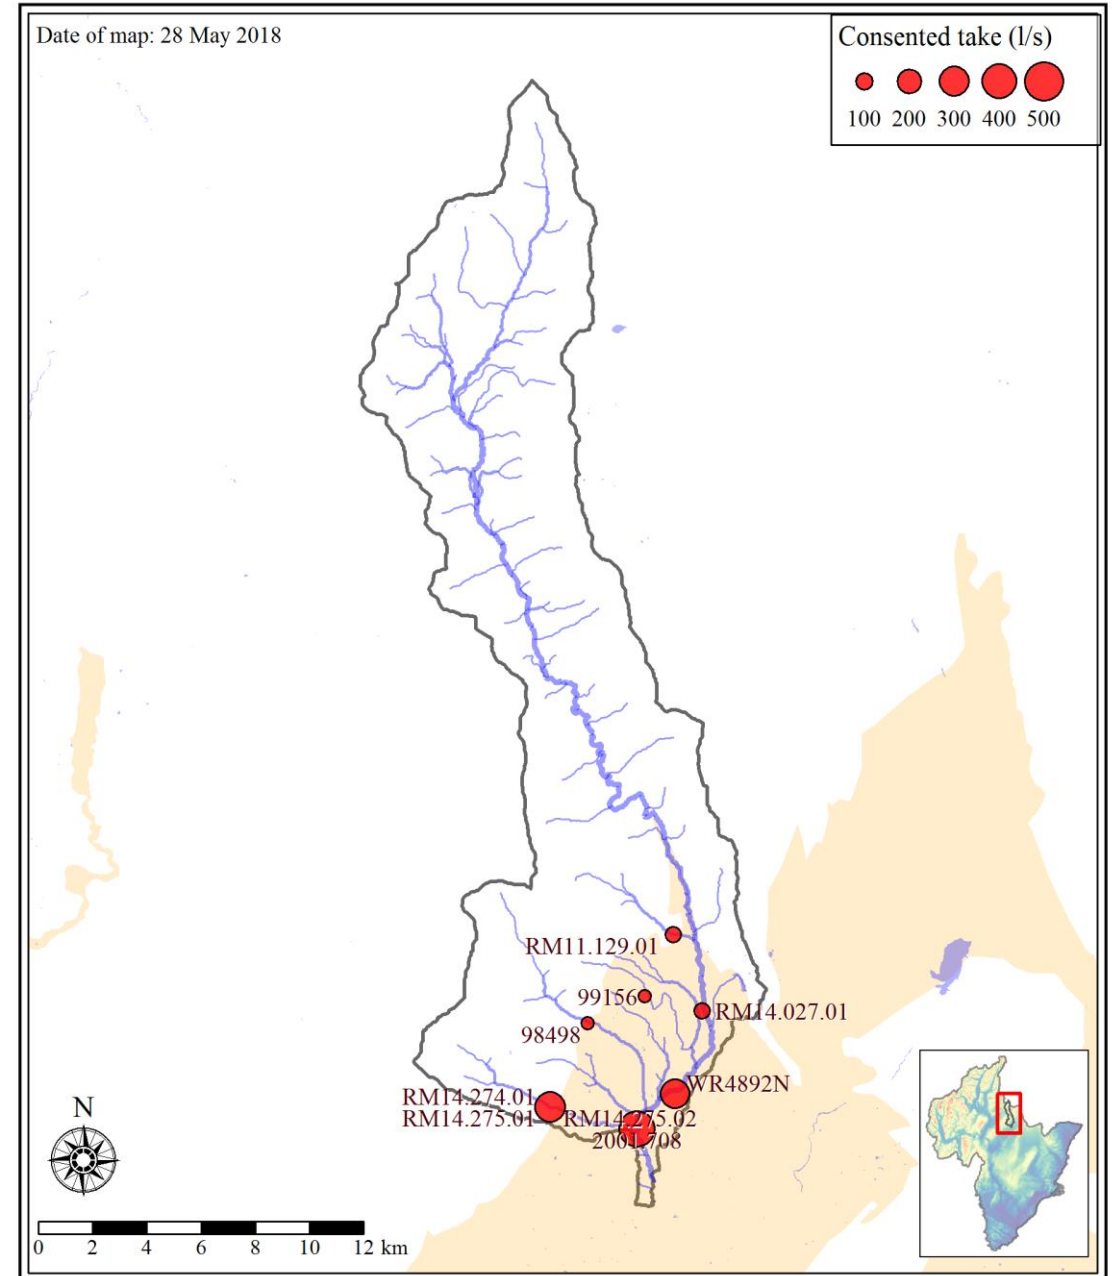 Date of map: 28 May 2018
Consented take (l/s)
100 200 300 400 500
RM11.129.01
99156
RM14.027.01
98498
WR4892N
RM14.274.01
RM14.275.01
RM14.275.02
2001.708
N
0 2 4 6 8 10 12 km